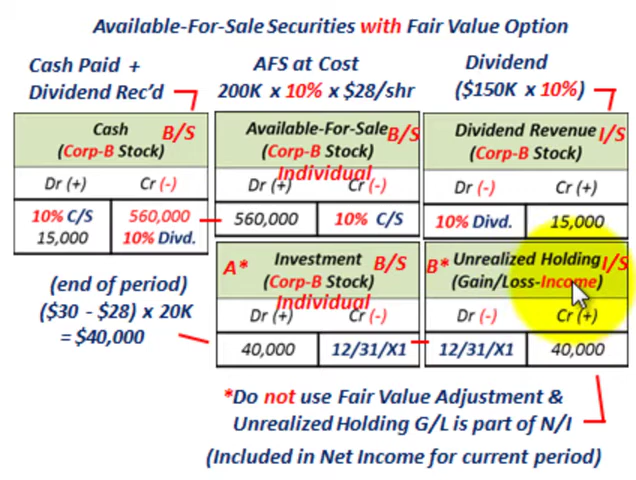 Available-For-Sale Securities with Fair Value Option
Cash Paid +
Dividend Rec'd
AFS at Cost
200K x 10% x $28/shr
Dividend
($150K x 10%)
Cash B/S
(Corp-B Stock)
Dr (+) Cr (-)
10% C/S 560,000
15,000 10% Divd.
Available-For-Sale B/S
(Corp-B Stock)
Individual
Dr (+) Cr (-)
560,000 10% C/S
Dividend Revenue I/S
(Corp-B Stock)
Dr (-) Cr (+)
10% Divd. 15,000
(end of period)
($30 - $28) x 20K
= $40,000
A* Investment B/S
(Corp-B Stock)
Individual
Dr (+) Cr (-)
40,000 12/31/X1
B* Unrealized Holding I/S
(Gain/Loss-Income)
Dr (-) Cr (+)
12/31/X1 40,000
*Do not use Fair Value Adjustment &
Unrealized Holding G/L is part of N/I
(Included in Net Income for current period)